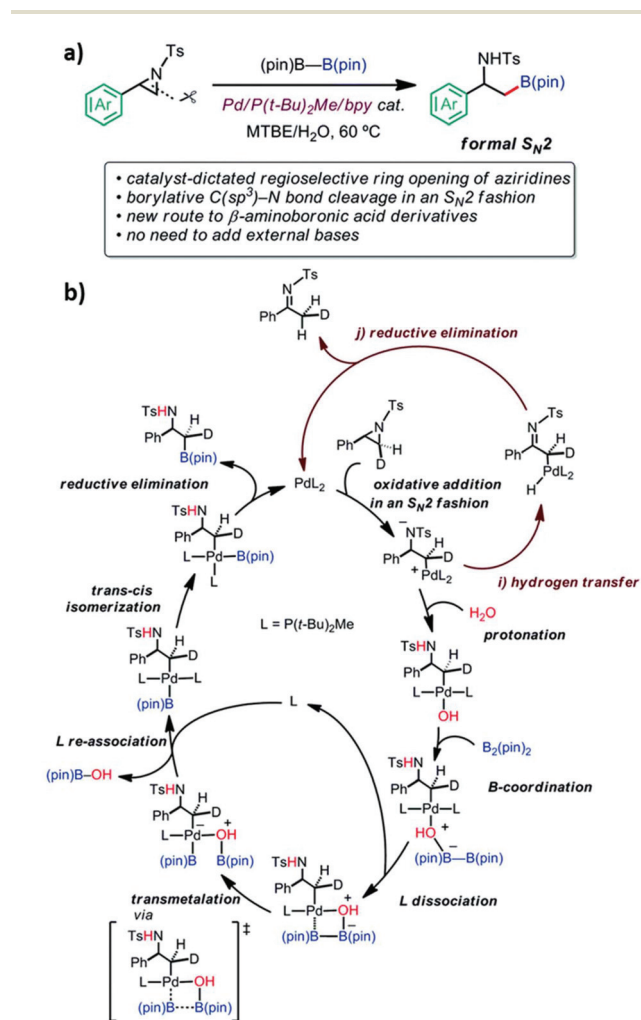 a)
Ts
N
Ar
(pin)B—B(pin)
Pd/P(t-Bu)2Me/bpy cat.
MTBE/H2O, 60 ºC
NHTs
B(pin)
Ar
formal SN2
• catalyst-dictated regioselective ring opening of aziridines
• borylative C(sp3)–N bond cleavage in an SN2 fashion
• new route to β-aminoboronic acid derivatives
• no need to add external bases
b)
Ts
N
H
Ph
D
H
j) reductive elimination
TsHN
H
Ph
D
B(pin)
reductive elimination
Ts
N
Ph
H
D
PdL2
oxidative addition
in an SN2 fashion
Ts
N
H
Ph
D
PdL2
H
–
NTs
H
Ph
D
+
PdL2
i) hydrogen transfer
TsHN
H
Ph
D
L—Pd—B(pin)
L
trans-cis
isomerization
H2O
protonation
TsHN
H
Ph
D
L—Pd—L
OH
L = P(t-Bu)2Me
TsHN
H
Ph
D
L—Pd—L
(pin)B
B2(pin)2
B-coordination
L
L re-association
(pin)B—OH
TsHN
H
Ph
D
L—Pd—L
HO
+
–
(pin)B—B(pin)
TsHN
H
Ph
D
–
+
L—Pd—OH
(pin)B
B(pin)
L dissociation
TsHN
H
Ph
D
+
L—Pd—OH
–
(pin)B—B(pin)
transmetalation
via
TsHN
H
Ph
D
L—Pd—OH
(pin)B
B(pin)
‡